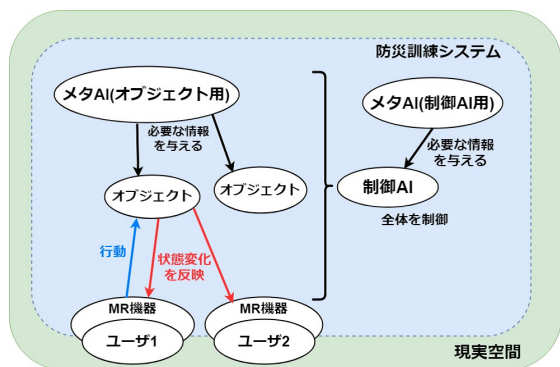 防災訓練システム
メタAI(オブジェクト用)
メタAI(制御AI用)
必要な情報
を与える
必要な情報
を与える
オブジェクト
オブジェクト
制御AI
全体を制御
行動
状態変化
を反映
MR機器
ユーザ1
MR機器
ユーザ2
現実空間